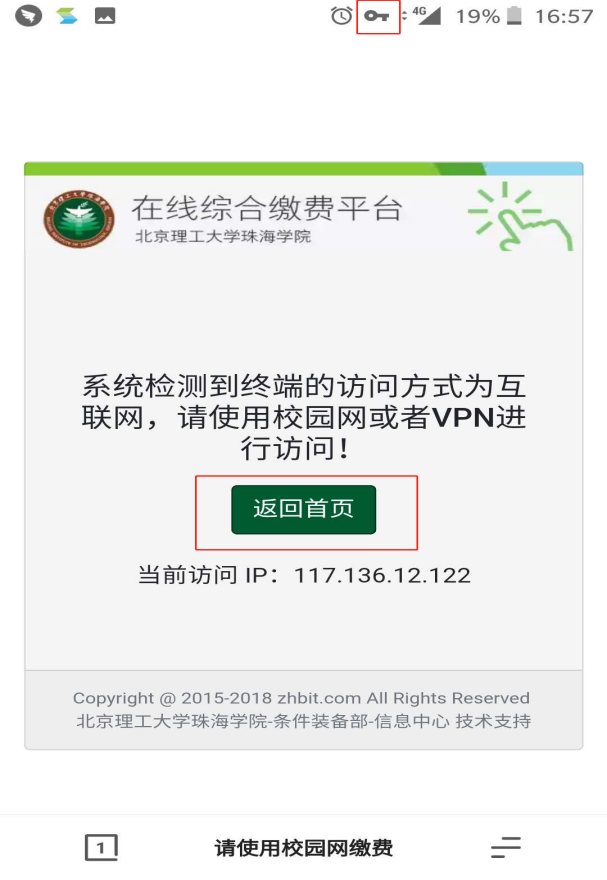 4G 19% 16:57
在线综合缴费平台
北京理工大学珠海学院
系统检测到终端的访问方式为互
联网，请使用校园网或者VPN进
行访问！
返回首页
当前访问 IP：117.136.12.122
Copyright @ 2015-2018 zhbit.com All Rights Reserved
北京理工大学珠海学院-条件装备部-信息中心 技术支持
1 请使用校园网缴费